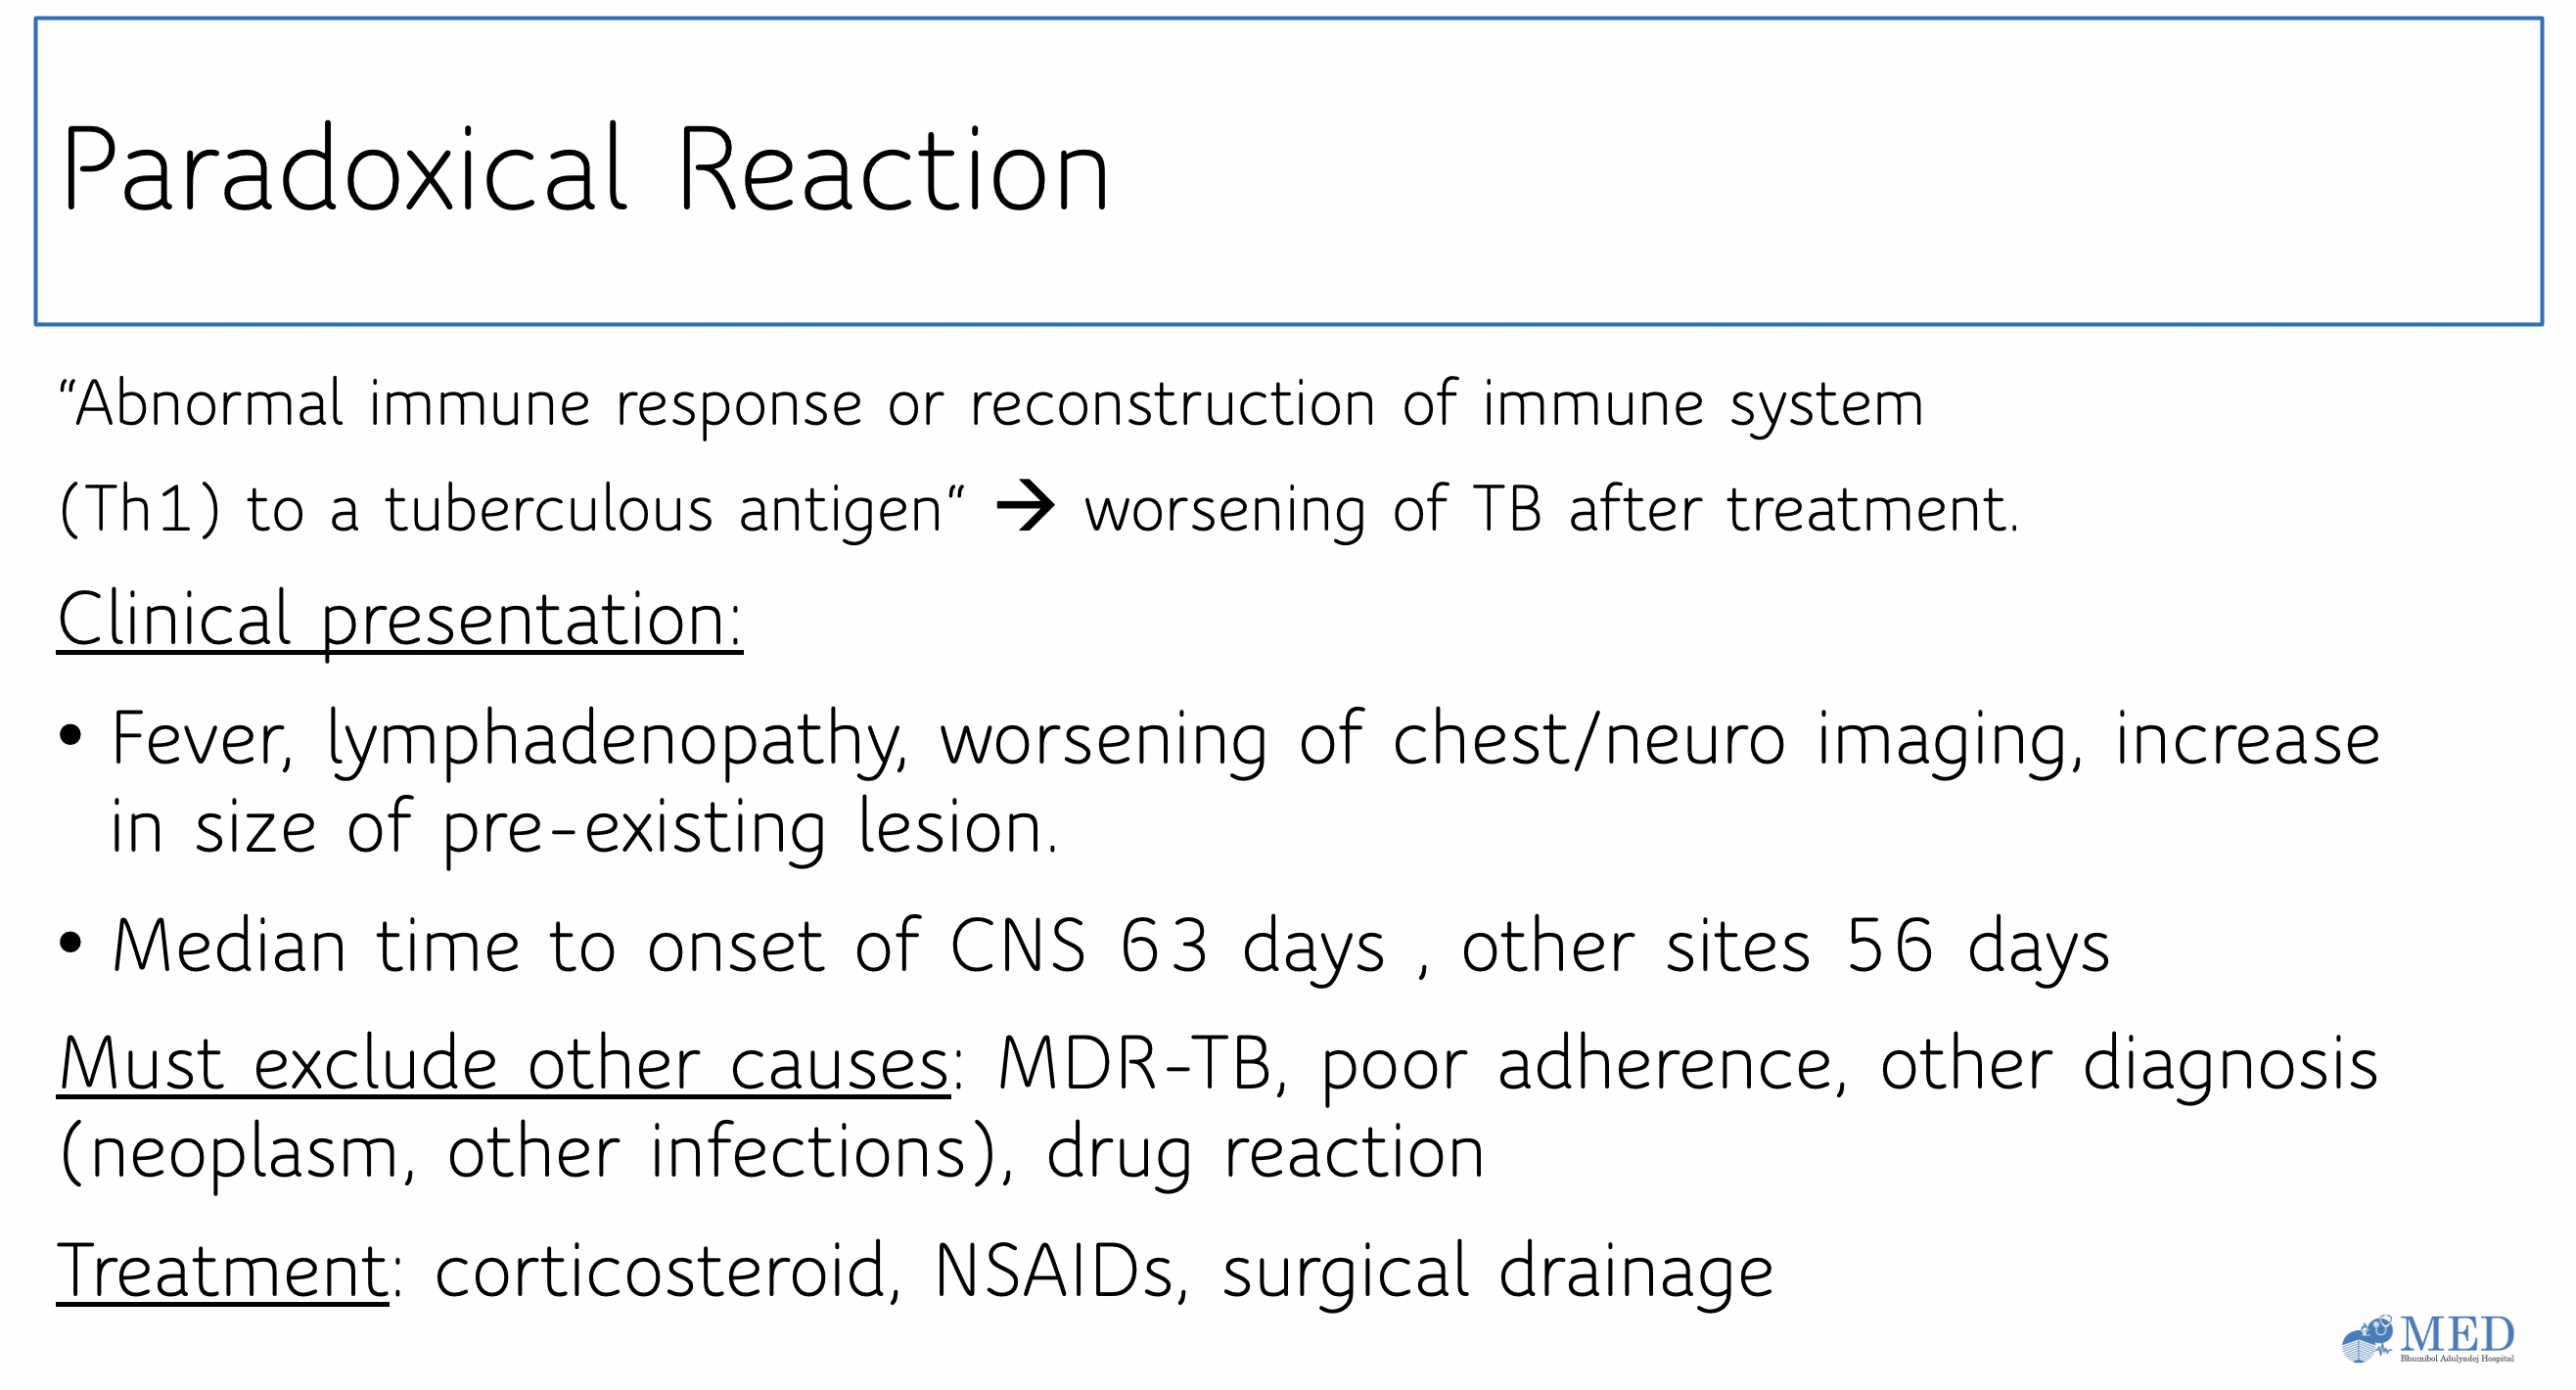 Paradoxical Reaction
“Abnormal immune response or reconstruction of immune system
(Th1) to a tuberculous antigen“ → worsening of TB after treatment.
Clinical presentation:
• Fever, lymphadenopathy, worsening of chest/neuro imaging, increase
in size of pre-existing lesion.
• Median time to onset of CNS 63 days , other sites 56 days
Must exclude other causes: MDR-TB, poor adherence, other diagnosis
(neoplasm, other infections), drug reaction
Treatment: corticosteroid, NSAIDs, surgical drainage
MED
Bhumibol Adulyadej Hospital